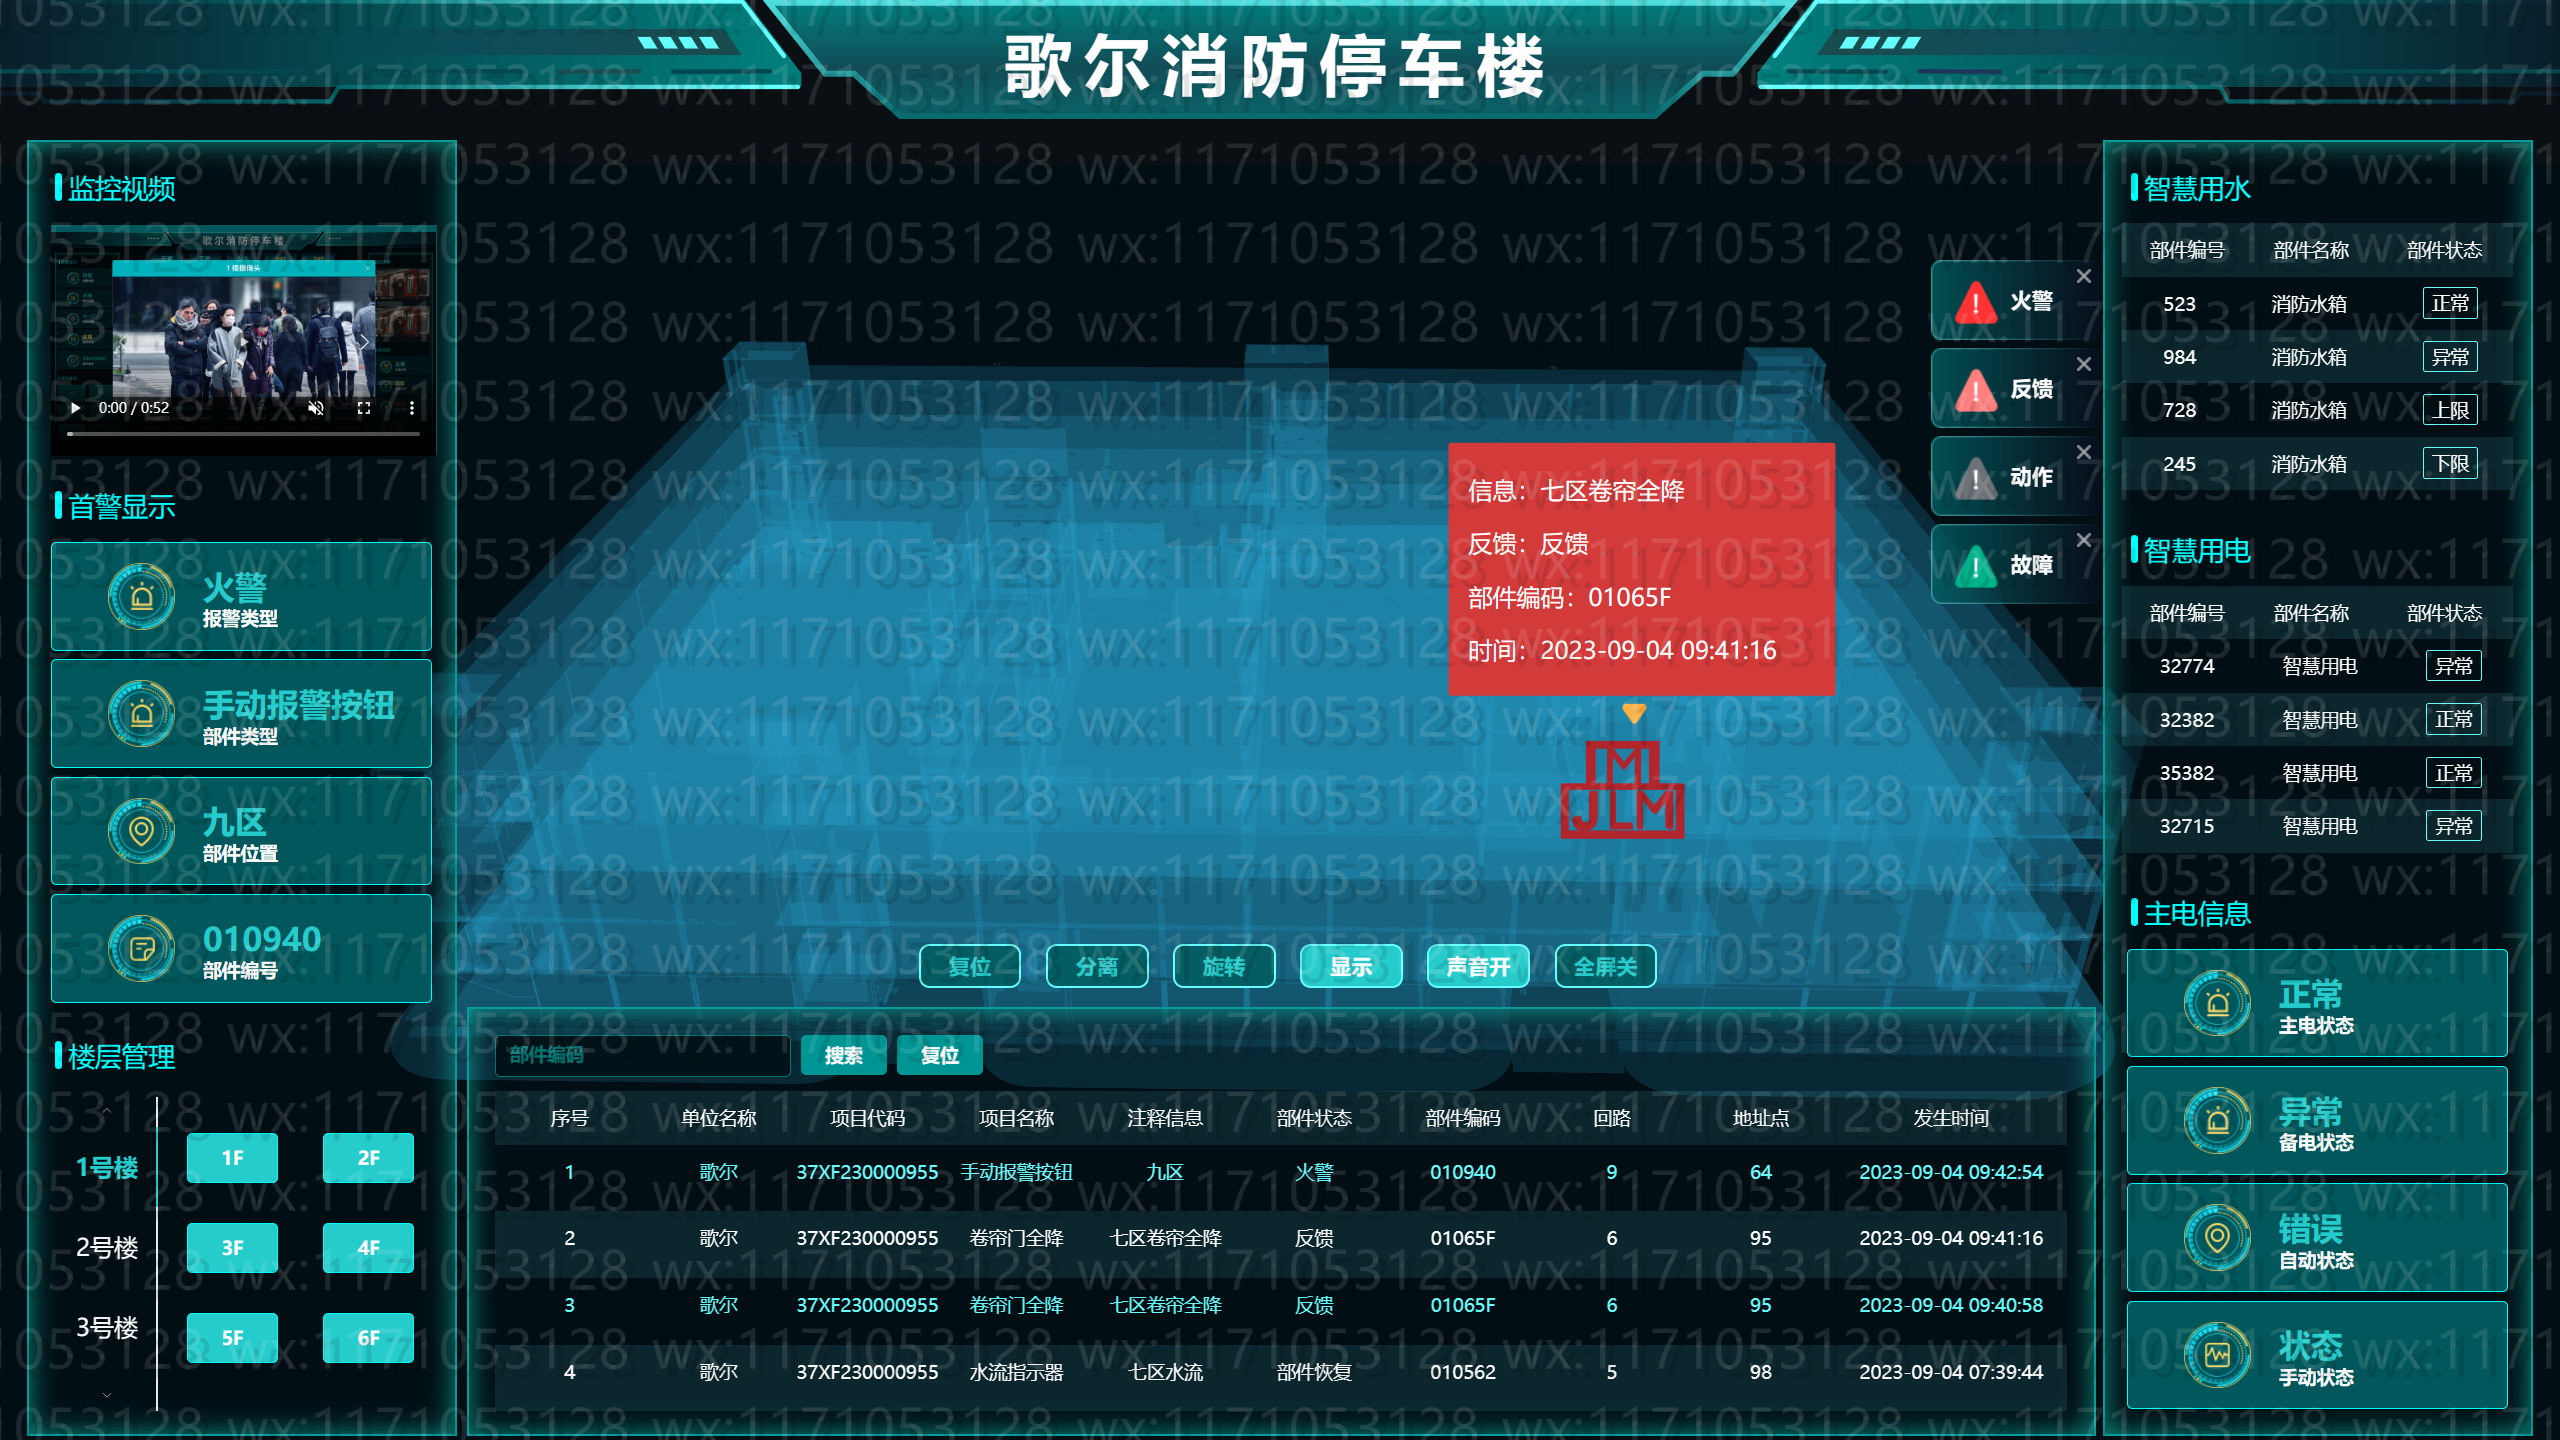 歌尔消防停车楼
监控视频
歌尔消防停车楼
1楼摄像头
0:00 / 0:52
首警显示
火警
报警类型
手动报警按钮
部件类型
九区
部件位置
010940
部件编号
楼层管理
1号楼
2号楼
3号楼
1F 2F
3F 4F
5F 6F
信息：七区卷帘全降
反馈：反馈
部件编码：01065F
时间：2023-09-04 09:41:16
M
JLM
火警
反馈
动作
故障
复位 分离 旋转 显示 声音开 全屏关
部件编码 搜索 复位
序号 单位名称 项目代码 项目名称 注释信息 部件状态 部件编码 回路 地址点 发生时间
1 歌尔 37XF230000955 手动报警按钮 九区 火警 010940 9 64 2023-09-04 09:42:54
2 歌尔 37XF230000955 卷帘门全降 七区卷帘全降 反馈 01065F 6 95 2023-09-04 09:41:16
3 歌尔 37XF230000955 卷帘门全降 七区卷帘全降 反馈 01065F 6 95 2023-09-04 09:40:58
4 歌尔 37XF230000955 水流指示器 七区水流 部件恢复 010562 5 98 2023-09-04 07:39:44
智慧用水
部件编号 部件名称 部件状态
523 消防水箱 正常
984 消防水箱 异常
728 消防水箱 上限
245 消防水箱 下限
智慧用电
部件编号 部件名称 部件状态
32774 智慧用电 异常
32382 智慧用电 正常
35382 智慧用电 正常
32715 智慧用电 异常
主电信息
正常
主电状态
异常
备电状态
错误
自动状态
状态
手动状态
wx:1171053128